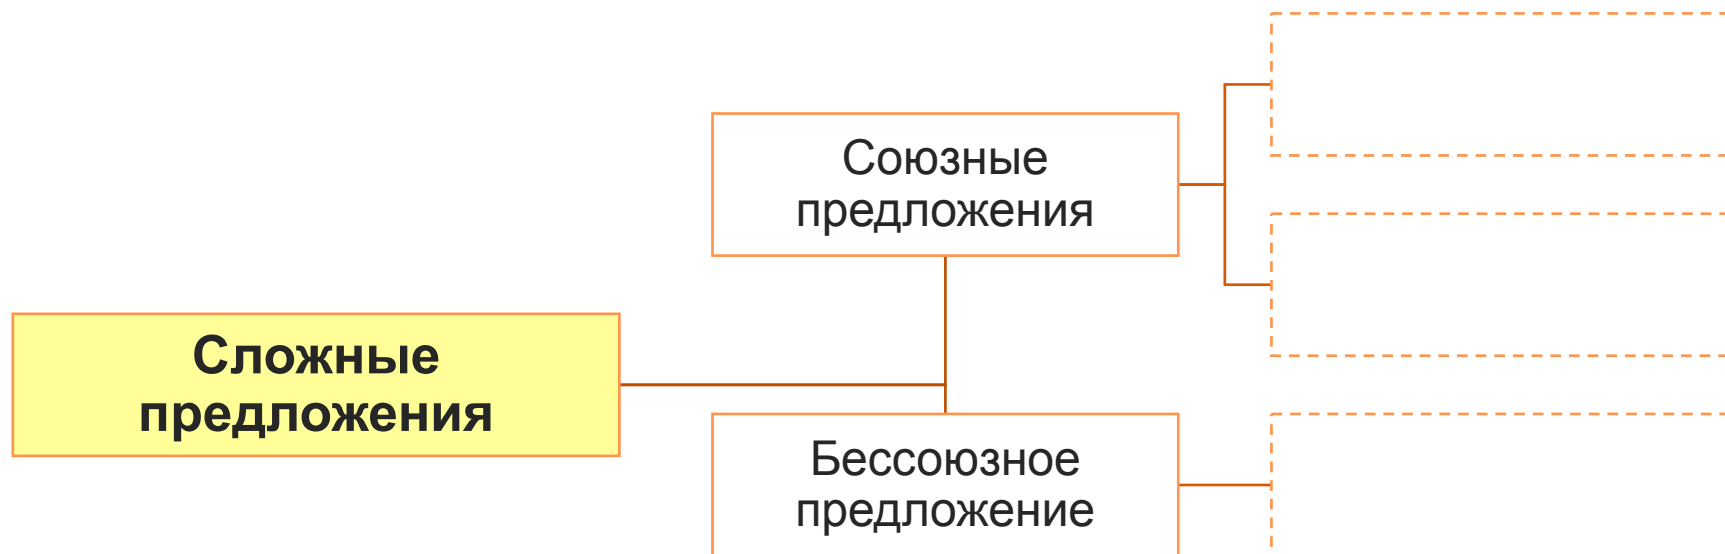 Союзные
предложения
Сложные
предложения
Бессоюзное
предложение